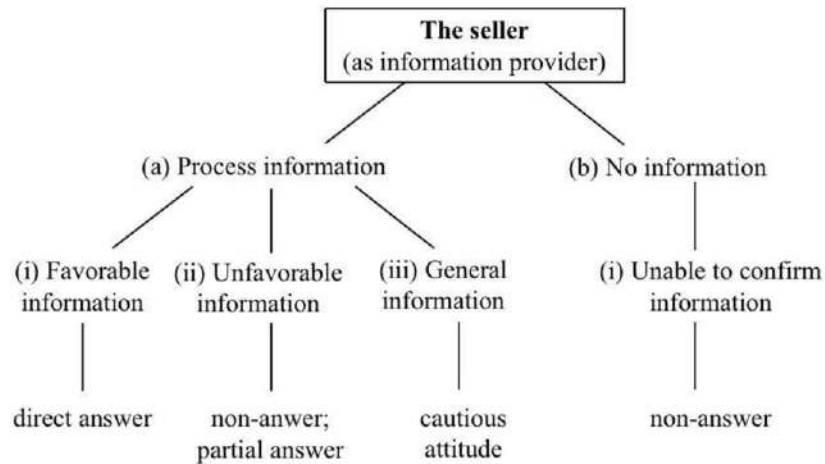 The seller
(as information provider)
(a) Process information
(b) No information
(i) Favorable
information
(ii) Unfavorable
information
(iii) General
information
(i) Unable to confirm
information
direct answer
non-anwer;
partial answer
cautious
attitude
non-answer